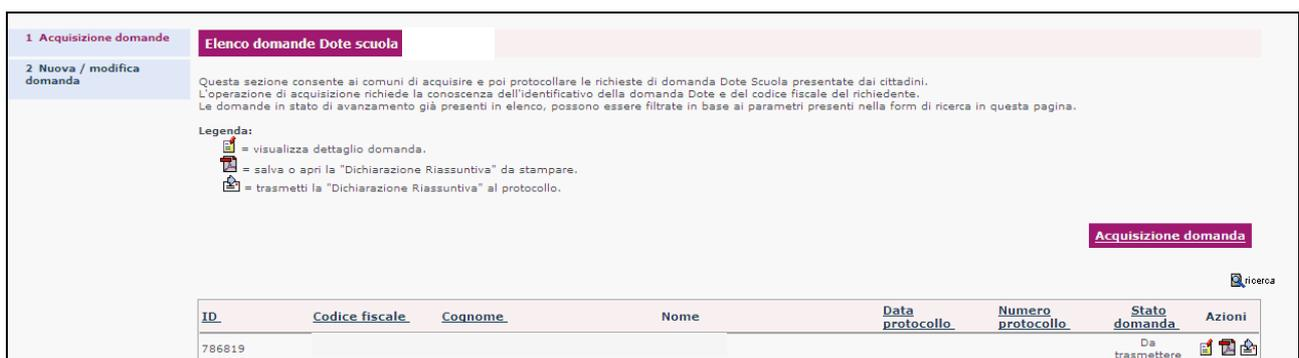 1 Acquisizione domande
2 Nuova / modifica
domanda
Elenco domande Dote scuola
Questa sezione consente ai comuni di acquisire e poi protocollare le richieste di domanda Dote Scuola presentate dai cittadini.
L'operazione di acquisizione richiede la conoscenza dell'identificativo della domanda Dote e del codice fiscale del richiedente.
Le domande in stato di avanzamento già presenti in elenco, possono essere filtrate in base ai parametri presenti nella form di ricerca in questa pagina.
Legenda:
= visualizza dettaglio domanda.
= salva o apri la "Dichiarazione Riassuntiva" da stampare.
= trasmetti la "Dichiarazione Riassuntiva" al protocollo.
Acquisizione domanda
ricerca
ID Codice fiscale Cognome Nome Data protocollo Numero protocollo Stato domanda Azioni
786819 Da trasmettere